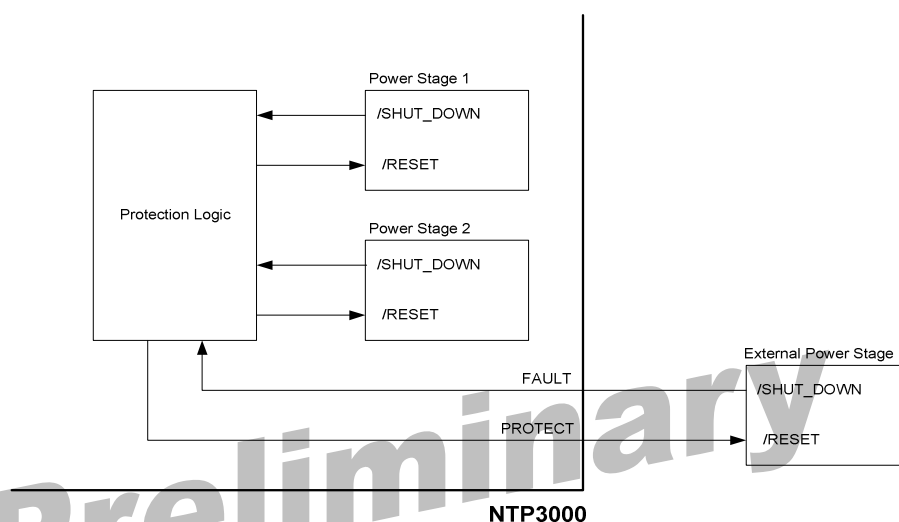 Power Stage 1
/SHUT_DOWN
/RESET
Protection Logic
Power Stage 2
/SHUT_DOWN
/RESET
External Power Stage
FAULT
/SHUT_DOWN
PROTECT
/RESET
Preliminary
NTP3000